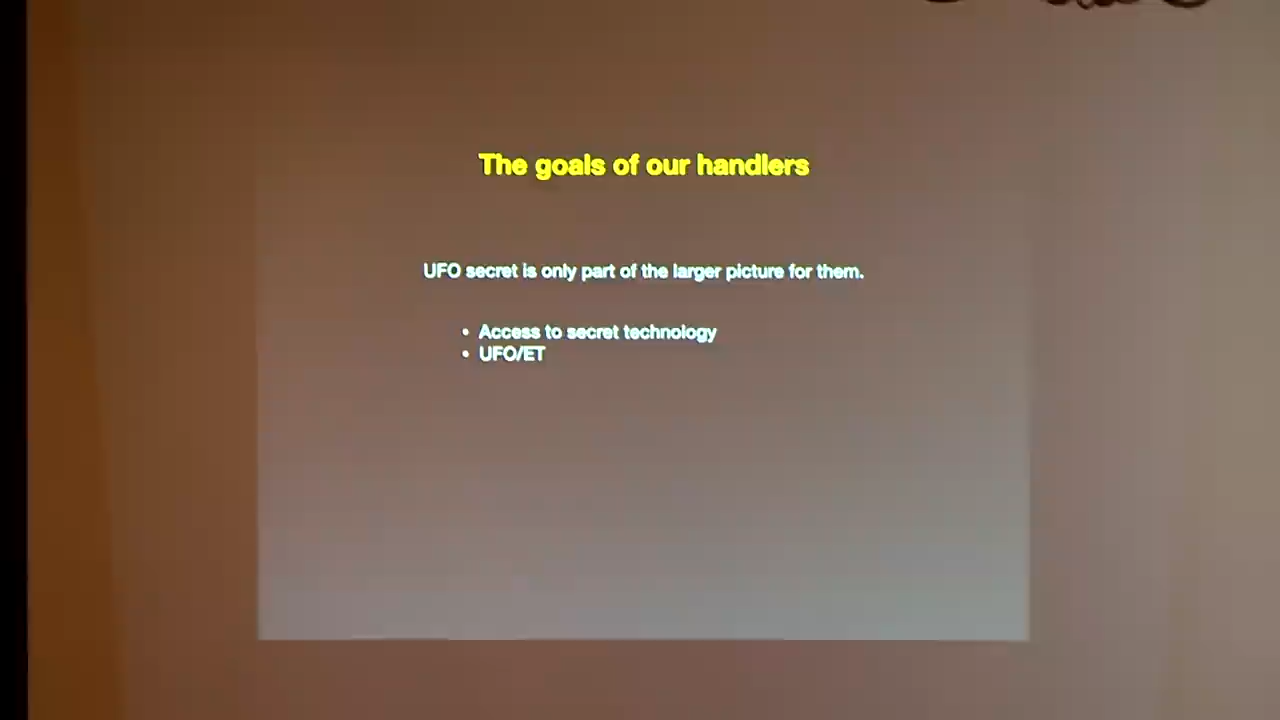 The goals of our handlers
UFO secret is only part of the larger picture for them.
• Access to secret technology
• UFO/ET